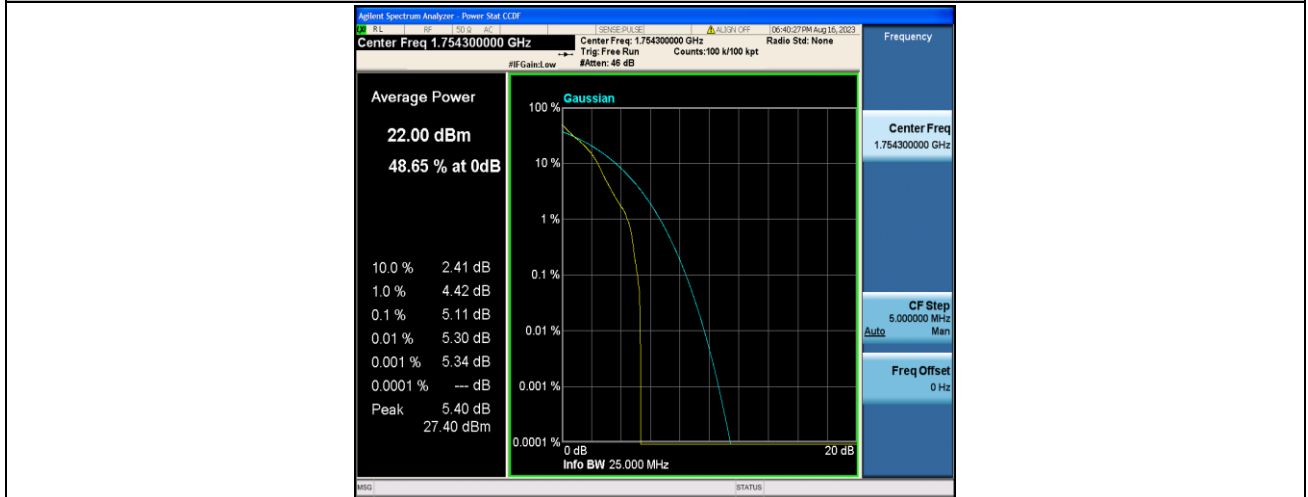 Agilent Spectrum Analyzer - Power Stat CCDF
RL RF 50 Ω AC SENSE:PULSE ALIGN OFF 06:40:27 PM Aug 16, 2023
Center Freq 1.754300000 GHz
Center Freq: 1.754300000 GHz Radio Std: None
Trig: Free Run Counts:100 k/100 kpt
#IFGain:Low #Atten: 46 dB
Frequency
Average Power
22.00 dBm
48.65 % at 0dB
10.0 % 2.41 dB
1.0 % 4.42 dB
0.1 % 5.11 dB
0.01 % 5.30 dB
0.001 % 5.34 dB
0.0001 % --- dB
Peak 5.40 dB
27.40 dBm
Gaussian
100 %
10 %
1 %
0.1 %
0.01 %
0.001 %
0.0001 %
0 dB 20 dB
Info BW 25.000 MHz
Center Freq
1.754300000 GHz
CF Step
5.000000 MHz
Auto Man
Freq Offset
0 Hz
MSG STATUS